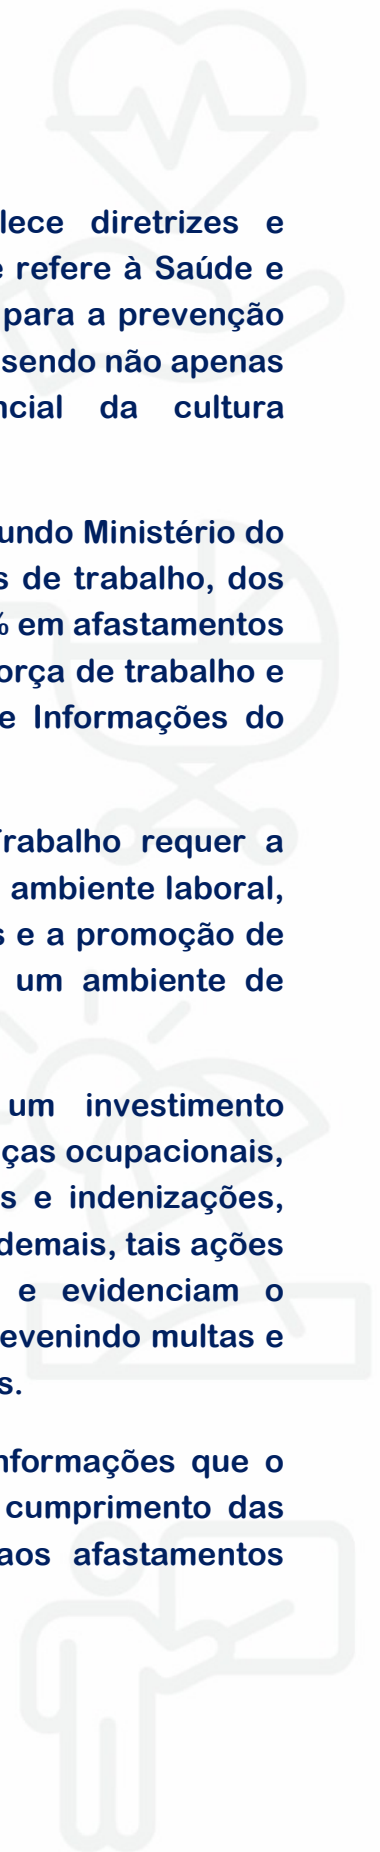 lece diretrizes e
e refere à Saúde e
para a prevenção
sendo não apenas
ncial da cultura
undo Ministério do
s de trabalho, dos
% em afastamentos
orça de trabalho e
e Informações do
Trabalho requer a
ambiente laboral,
s e a promoção de
um ambiente de
um investimento
ças ocupacionais,
s e indenizações,
demais, tais ações
e evidenciam o
evenindo multas e
s.
nformações que o
cumprimento das
aos afastamentos